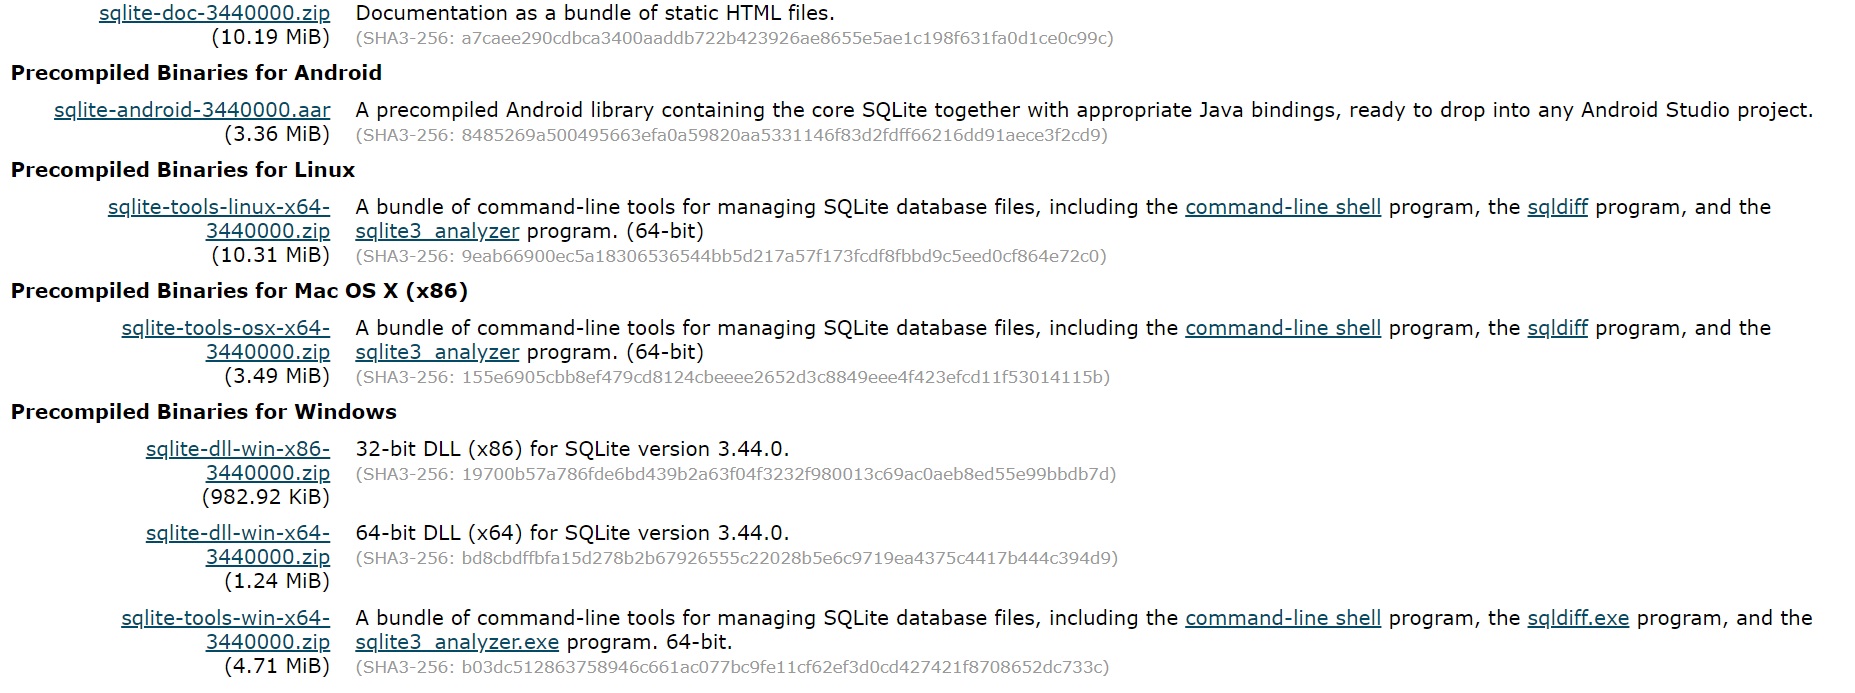 sqlite-doc-3440000.zip Documentation as a bundle of static HTML files.
(10.19 MiB) (SHA3-256: a7caee290cdbca3400aaddb722b423926ae8655e5ae1c198f631fa0d1ce0c99c)
Precompiled Binaries for Android
sqlite-android-3440000.aar A precompiled Android library containing the core SQLite together with appropriate Java bindings, ready to drop into any Android Studio project.
(3.36 MiB) (SHA3-256: 8485269a500495663efa0a59820aa5331146f83d2fdff66216dd91aece3f2cd9)
Precompiled Binaries for Linux
sqlite-tools-linux-x64- A bundle of command-line tools for managing SQLite database files, including the command-line shell program, the sqldiff program, and the
3440000.zip sqlite3_analyzer program. (64-bit)
(10.31 MiB) (SHA3-256: 9eab66900ec5a18306536544bb5d217a57f173fcdf8fbbd9c5eed0cf864e72c0)
Precompiled Binaries for Mac OS X (x86)
sqlite-tools-osx-x64- A bundle of command-line tools for managing SQLite database files, including the command-line shell program, the sqldiff program, and the
3440000.zip sqlite3_analyzer program. (64-bit)
(3.49 MiB) (SHA3-256: 155e6905cbb8ef479cd8124cbeeee2652d3c8849eee4f423efcd11f53014115b)
Precompiled Binaries for Windows
sqlite-dll-win-x86- 32-bit DLL (x86) for SQLite version 3.44.0.
3440000.zip (SHA3-256: 19700b57a786fde6bd439b2a63f04f3232f980013c69ac0aeb8ed55e99bbdb7d)
(982.92 KiB)
sqlite-dll-win-x64- 64-bit DLL (x64) for SQLite version 3.44.0.
3440000.zip (SHA3-256: bd8cbdffbfa15d278b2b67926555c22028b5e6c9719ea4375c4417b444c394d9)
(1.24 MiB)
sqlite-tools-win-x64- A bundle of command-line tools for managing SQLite database files, including the command-line shell program, the sqldiff.exe program, and the
3440000.zip sqlite3_analyzer.exe program. 64-bit.
(4.71 MiB) (SHA3-256: b03dc512863758946c661ac077bc9fe11cf62ef3d0cd427421f8708652dc733c)